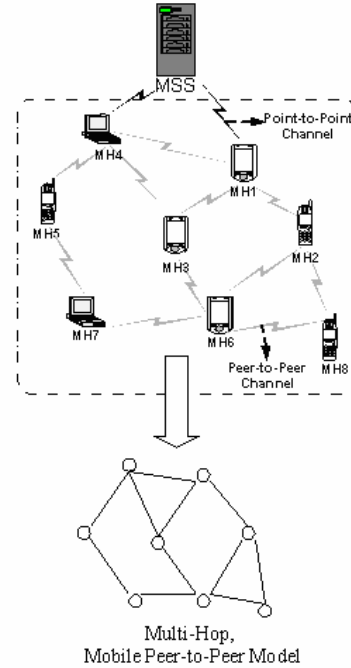 MSS
Point-to-Point
Channel
MH4
MH1
MH5
MH3
MH2
MH7
MH6
Peer-to-Peer
Channel
MH8
Multi-Hop,
Mobile Peer-to-Peer Model